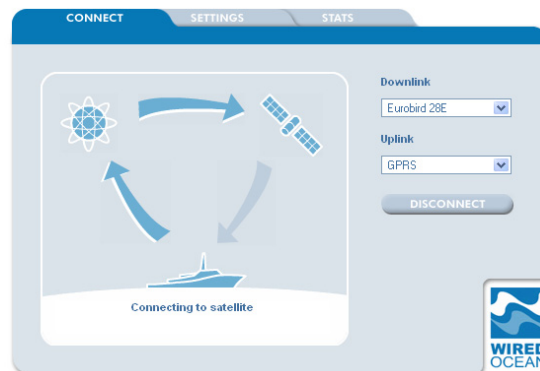 CONNECT
SETTINGS
STATS
Downlink
Eurobird 28E
Uplink
GPRS
DISCONNECT
Connecting to satellite
WIRED
OCEAN